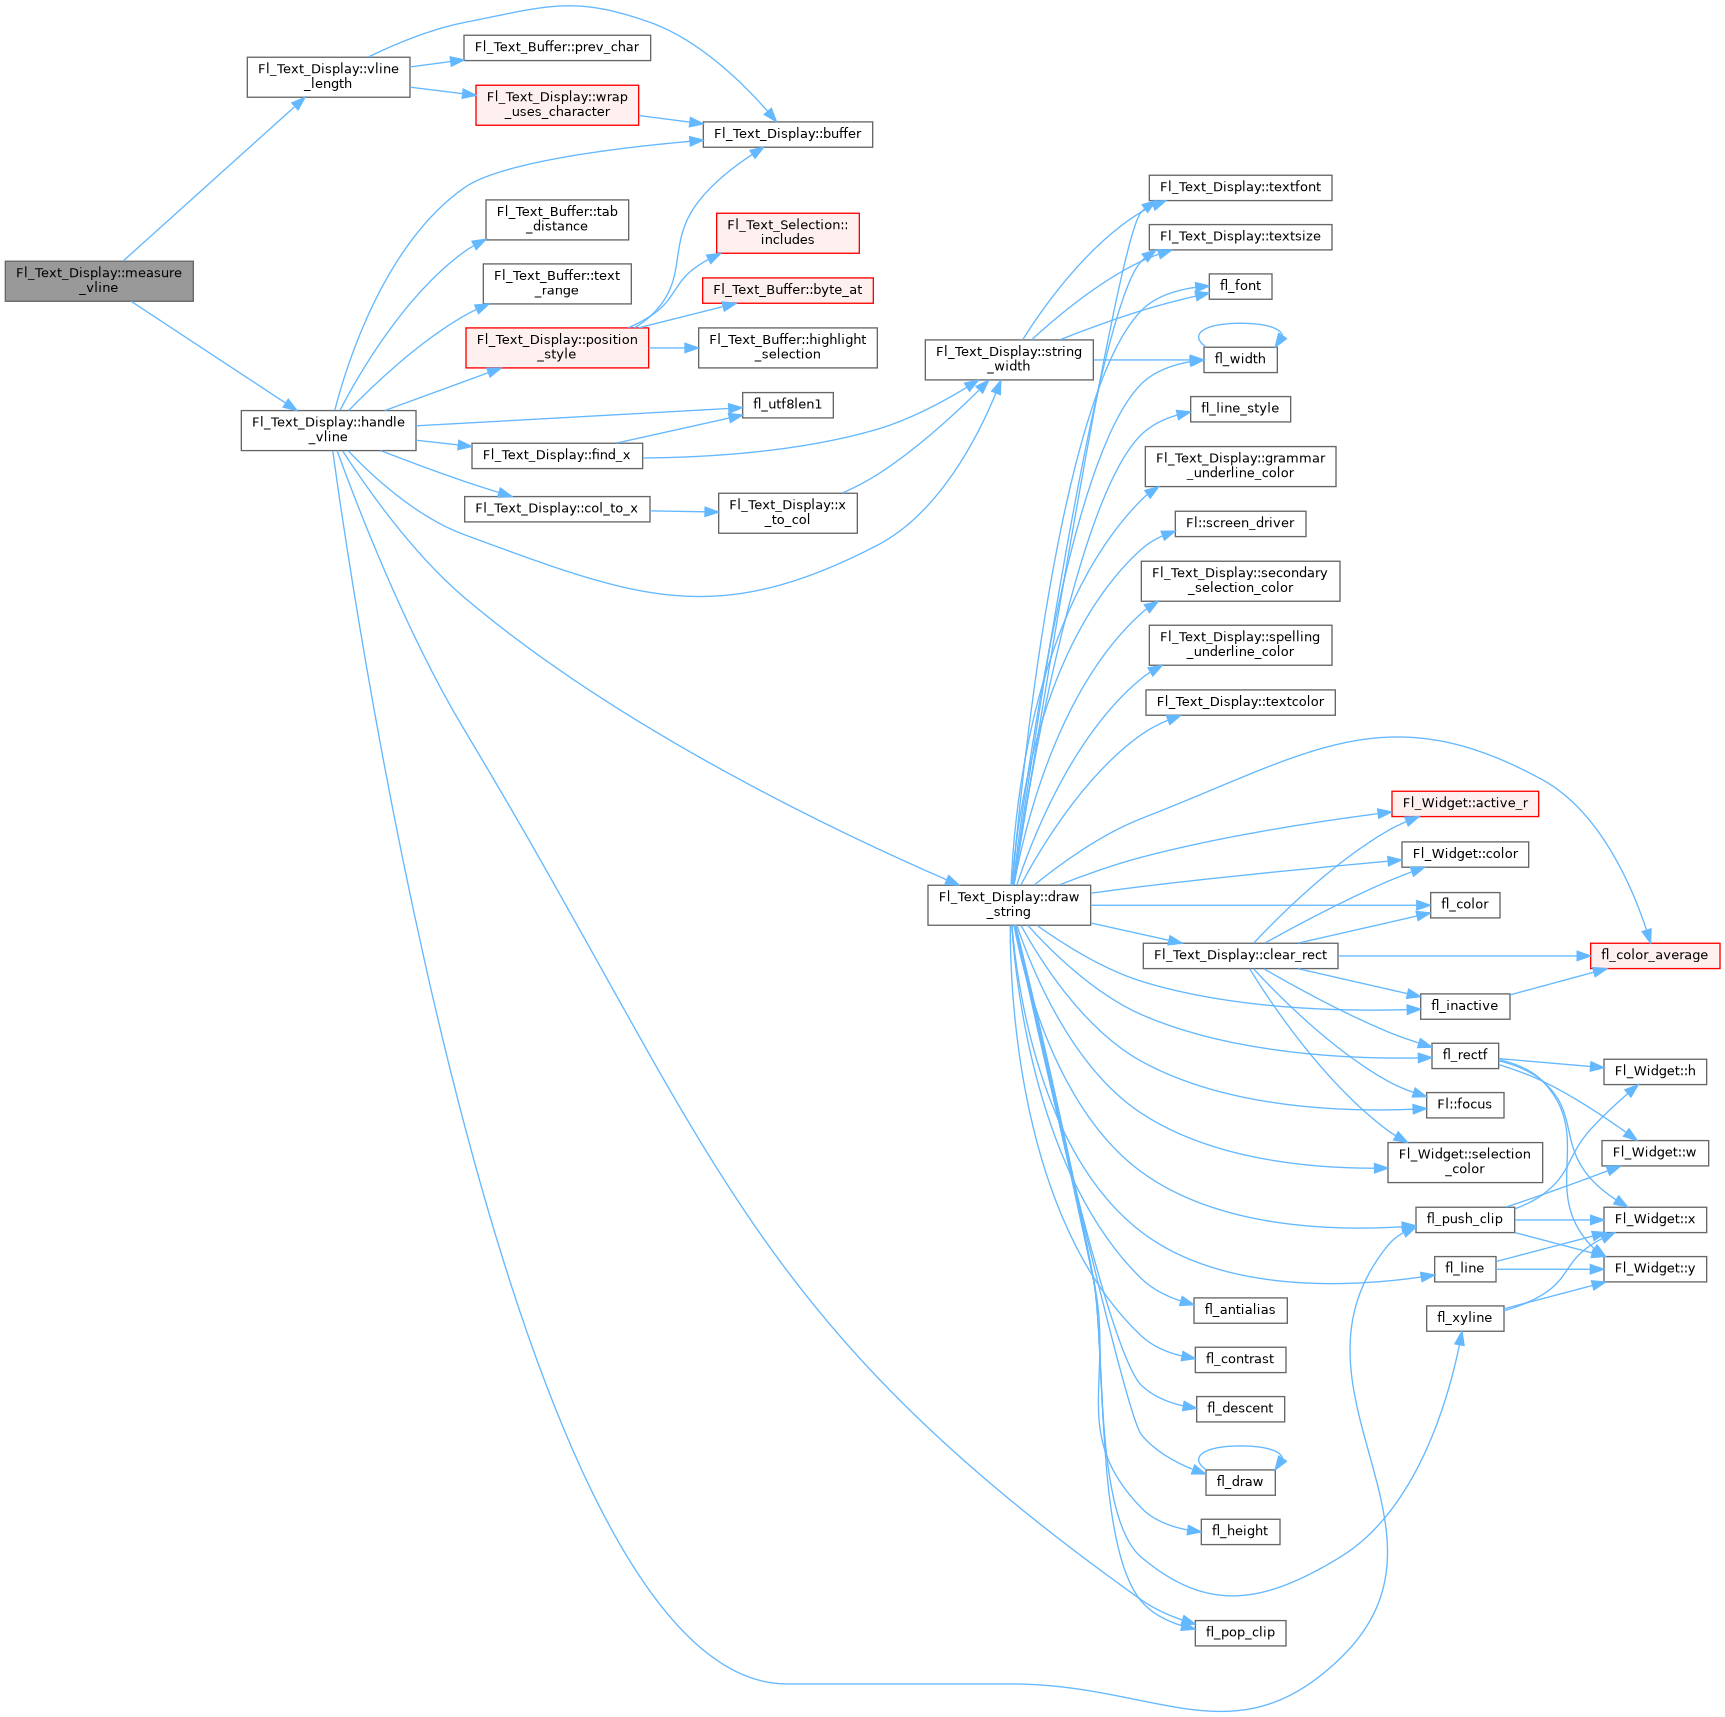 Fl_Text_Display::measure
_vline
Fl_Text_Display::vline
_length
Fl_Text_Display::handle
_vline
Fl_Text_Buffer::prev_char
Fl_Text_Display::wrap
_uses_character
Fl_Text_Display::buffer
Fl_Text_Buffer::tab
_distance
Fl_Text_Buffer::text
_range
Fl_Text_Display::position
_style
Fl_Text_Selection::
includes
Fl_Text_Buffer::byte_at
Fl_Text_Buffer::highlight
_selection
fl_utf8len1
Fl_Text_Display::find_x
Fl_Text_Display::col_to_x
Fl_Text_Display::x
_to_col
Fl_Text_Display::string
_width
Fl_Text_Display::draw
_string
Fl_Text_Display::textfont
Fl_Text_Display::textsize
fl_font
fl_width
fl_line_style
Fl_Text_Display::grammar
_underline_color
Fl::screen_driver
Fl_Text_Display::secondary
_selection_color
Fl_Text_Display::spelling
_underline_color
Fl_Text_Display::textcolor
Fl_Widget::active_r
Fl_Widget::color
fl_color
Fl_Text_Display::clear_rect
fl_color_average
fl_inactive
fl_rectf
Fl::focus
Fl_Widget::selection
_color
fl_push_clip
fl_line
fl_xyline
Fl_Widget::h
Fl_Widget::w
Fl_Widget::x
Fl_Widget::y
fl_antialias
fl_contrast
fl_descent
fl_draw
fl_height
fl_pop_clip